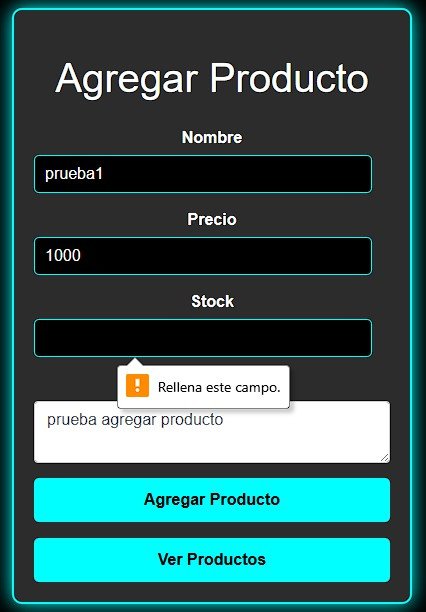 Agregar Producto
Nombre
prueba1
Precio
1000
Stock
Rellena este campo.
prueba agregar producto
Agregar Producto
Ver Productos